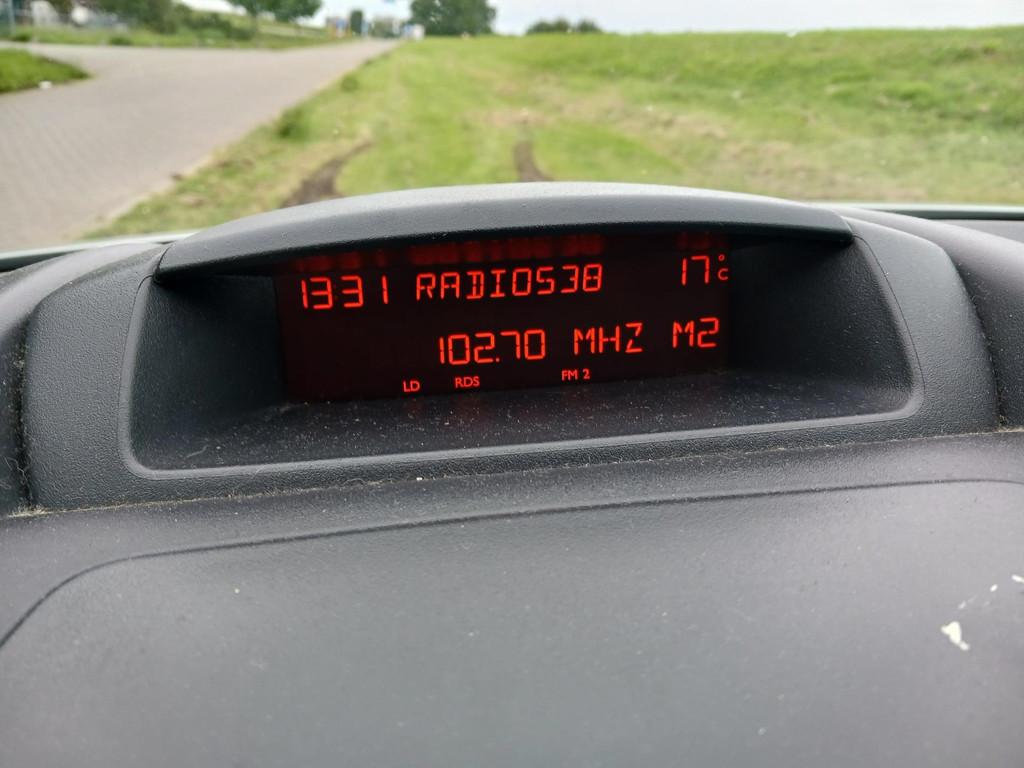 1331 RADIO538 17°C
102.70 MHZ M2
LD RDS FM 2